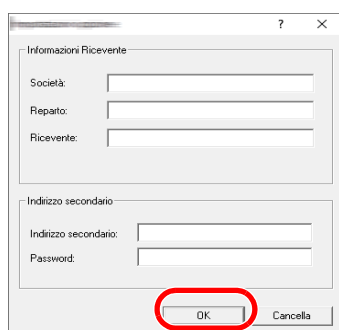 ?
Informazioni Ricevente
Società:
Reparto:
Ricevente:
Indirizzo secondario
Indirizzo secondario:
Password:
OK Cancella